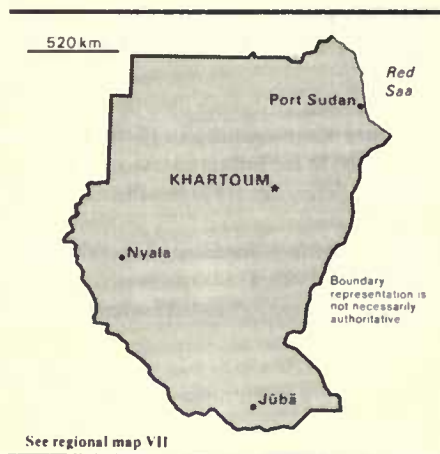 520 km
Red
Saa
Port Sudan
KHARTOUM
Nyala
Boundary
representation is
not necessarily
authoritative
Jūbā
See regional map VII